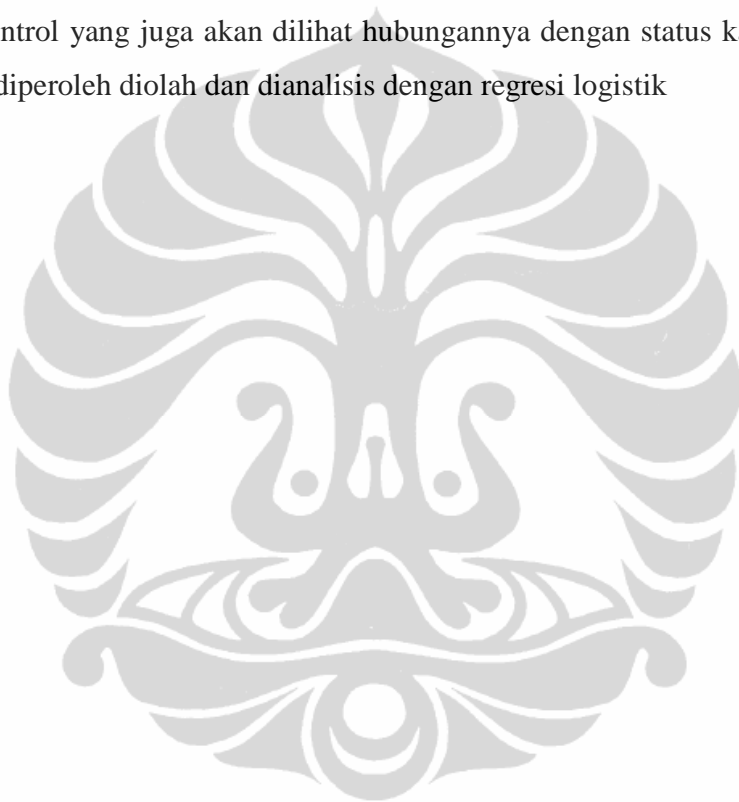 ntrol yang juga akan dilihat hubungannya dengan status k
diperoleh diolah dan dianalisis dengan regresi logistik